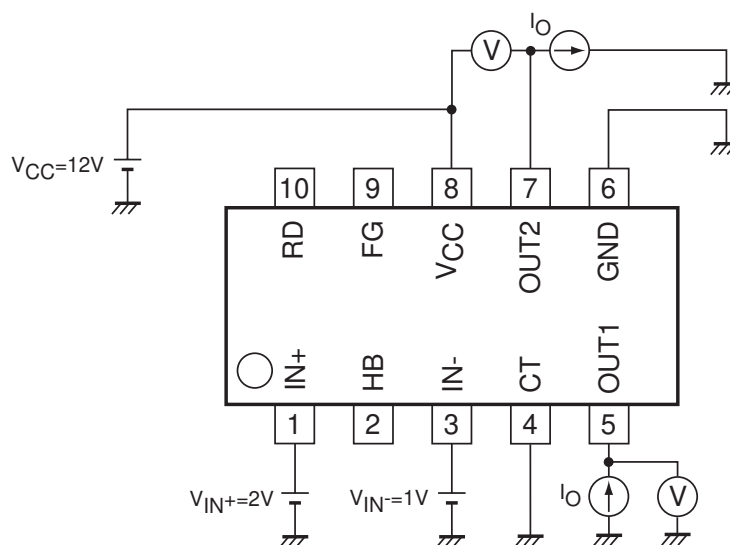 IO
V
VCC=12V
10 9 8 7 6
RD FG VCC OUT2 GND
IN+ HB IN- CT OUT1
1 2 3 4 5
VIN+=2V VIN-=1V IO V